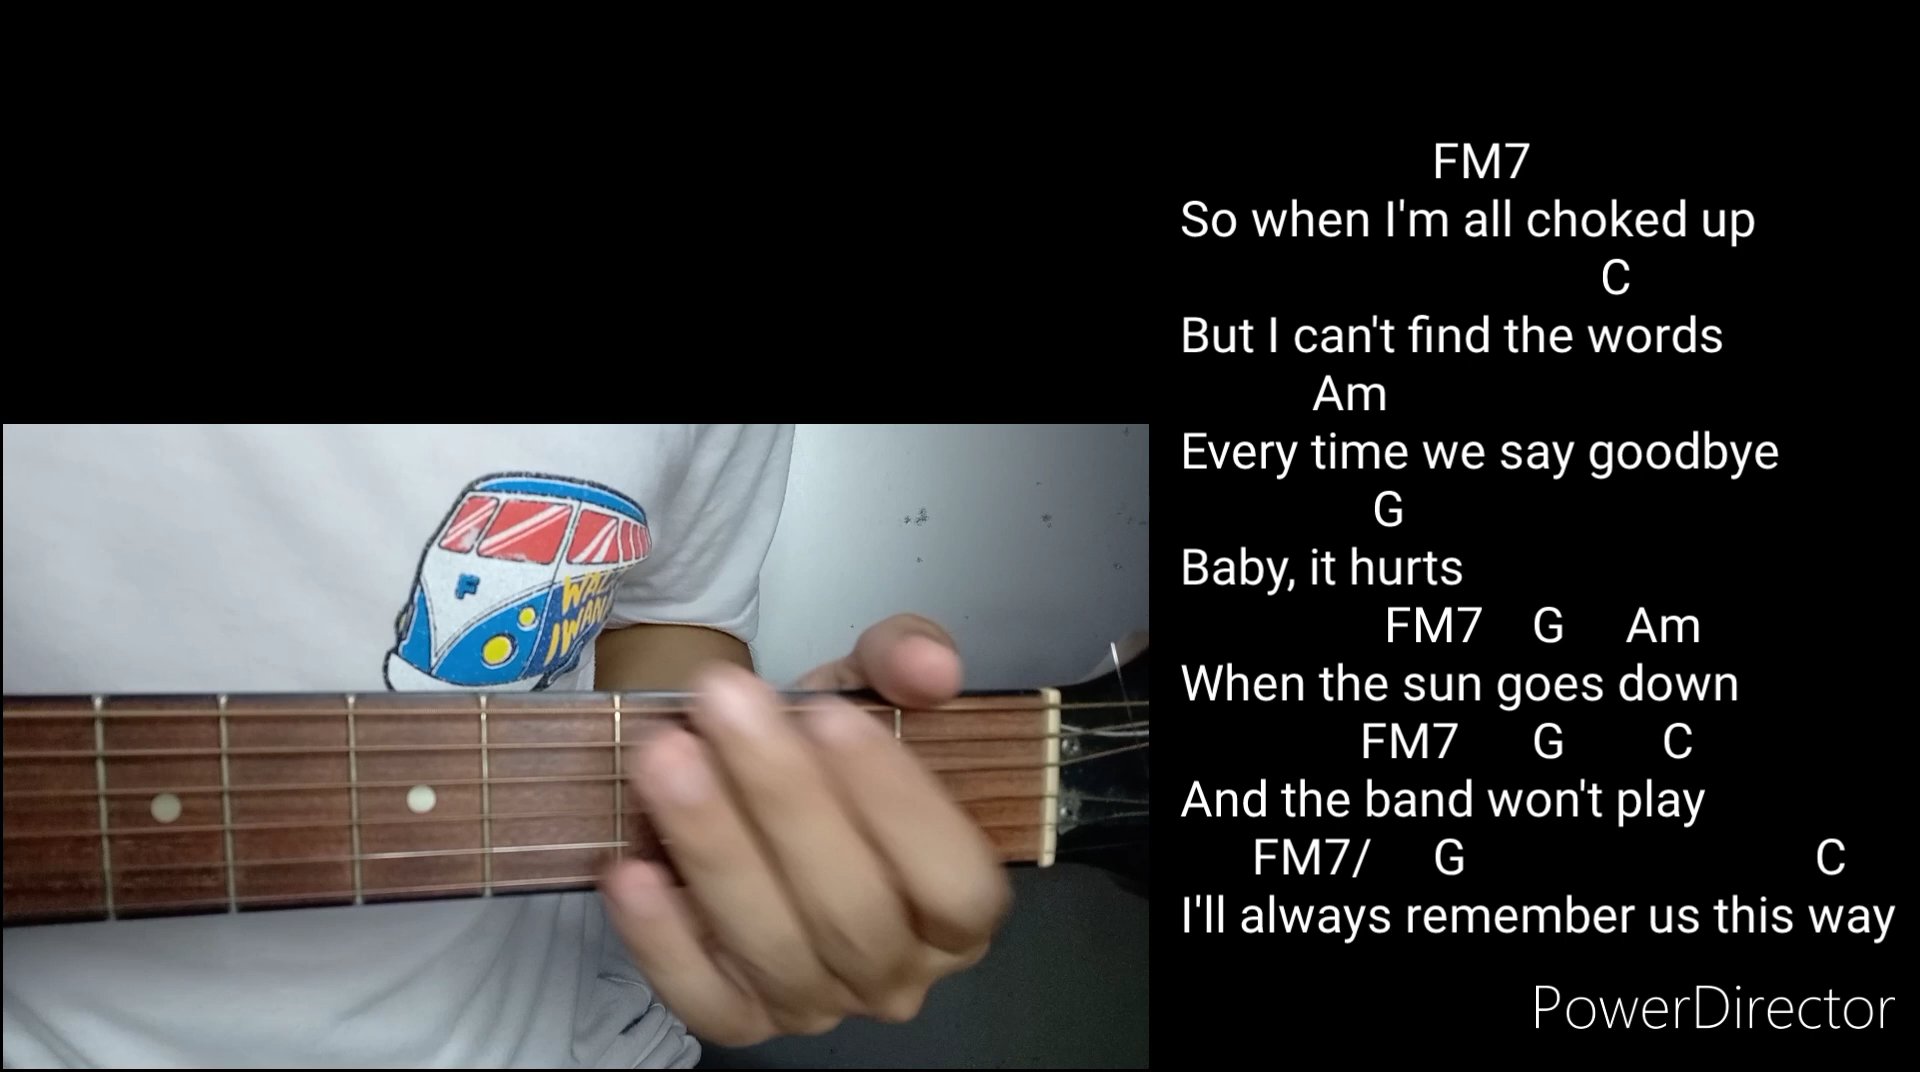 FM7
So when I'm all choked up
C
But I can't find the words
Am
Every time we say goodbye
G
Baby, it hurts
FM7 G Am
When the sun goes down
FM7 G C
And the band won't play
FM7/ G C
I'll always remember us this way
PowerDirector
F